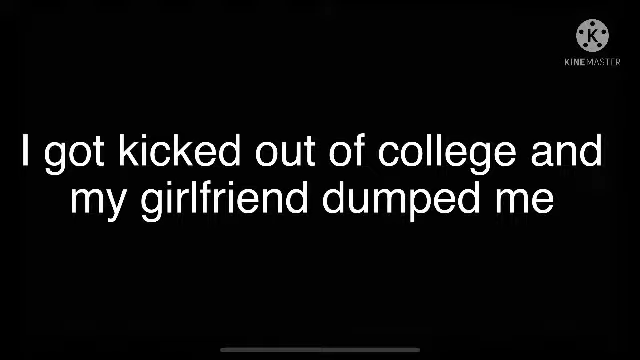 K
KINEMASTER
I got kicked out of college and
my girlfriend dumped me